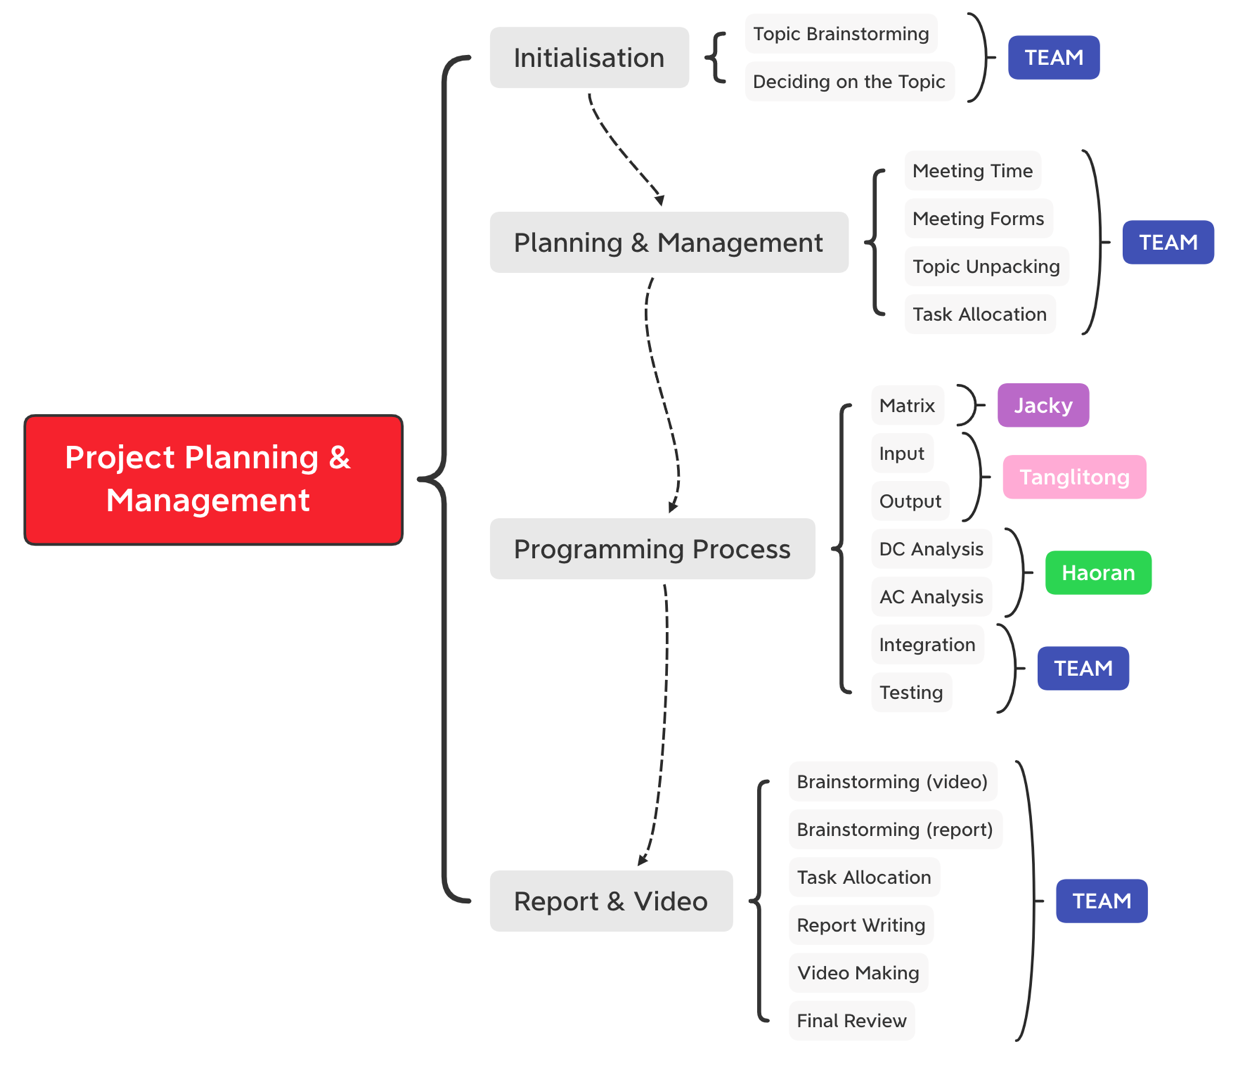 Project Planning &
Management
Initialisation
Topic Brainstorming
Deciding on the Topic
TEAM
Planning & Management
Meeting Time
Meeting Forms
Topic Unpacking
Task Allocation
TEAM
Programming Process
Matrix
Jacky
Input
Output
Tanglitong
DC Analysis
AC Analysis
Haoran
Integration
Testing
TEAM
Report & Video
Brainstorming (video)
Brainstorming (report)
Task Allocation
Report Writing
Video Making
Final Review
TEAM